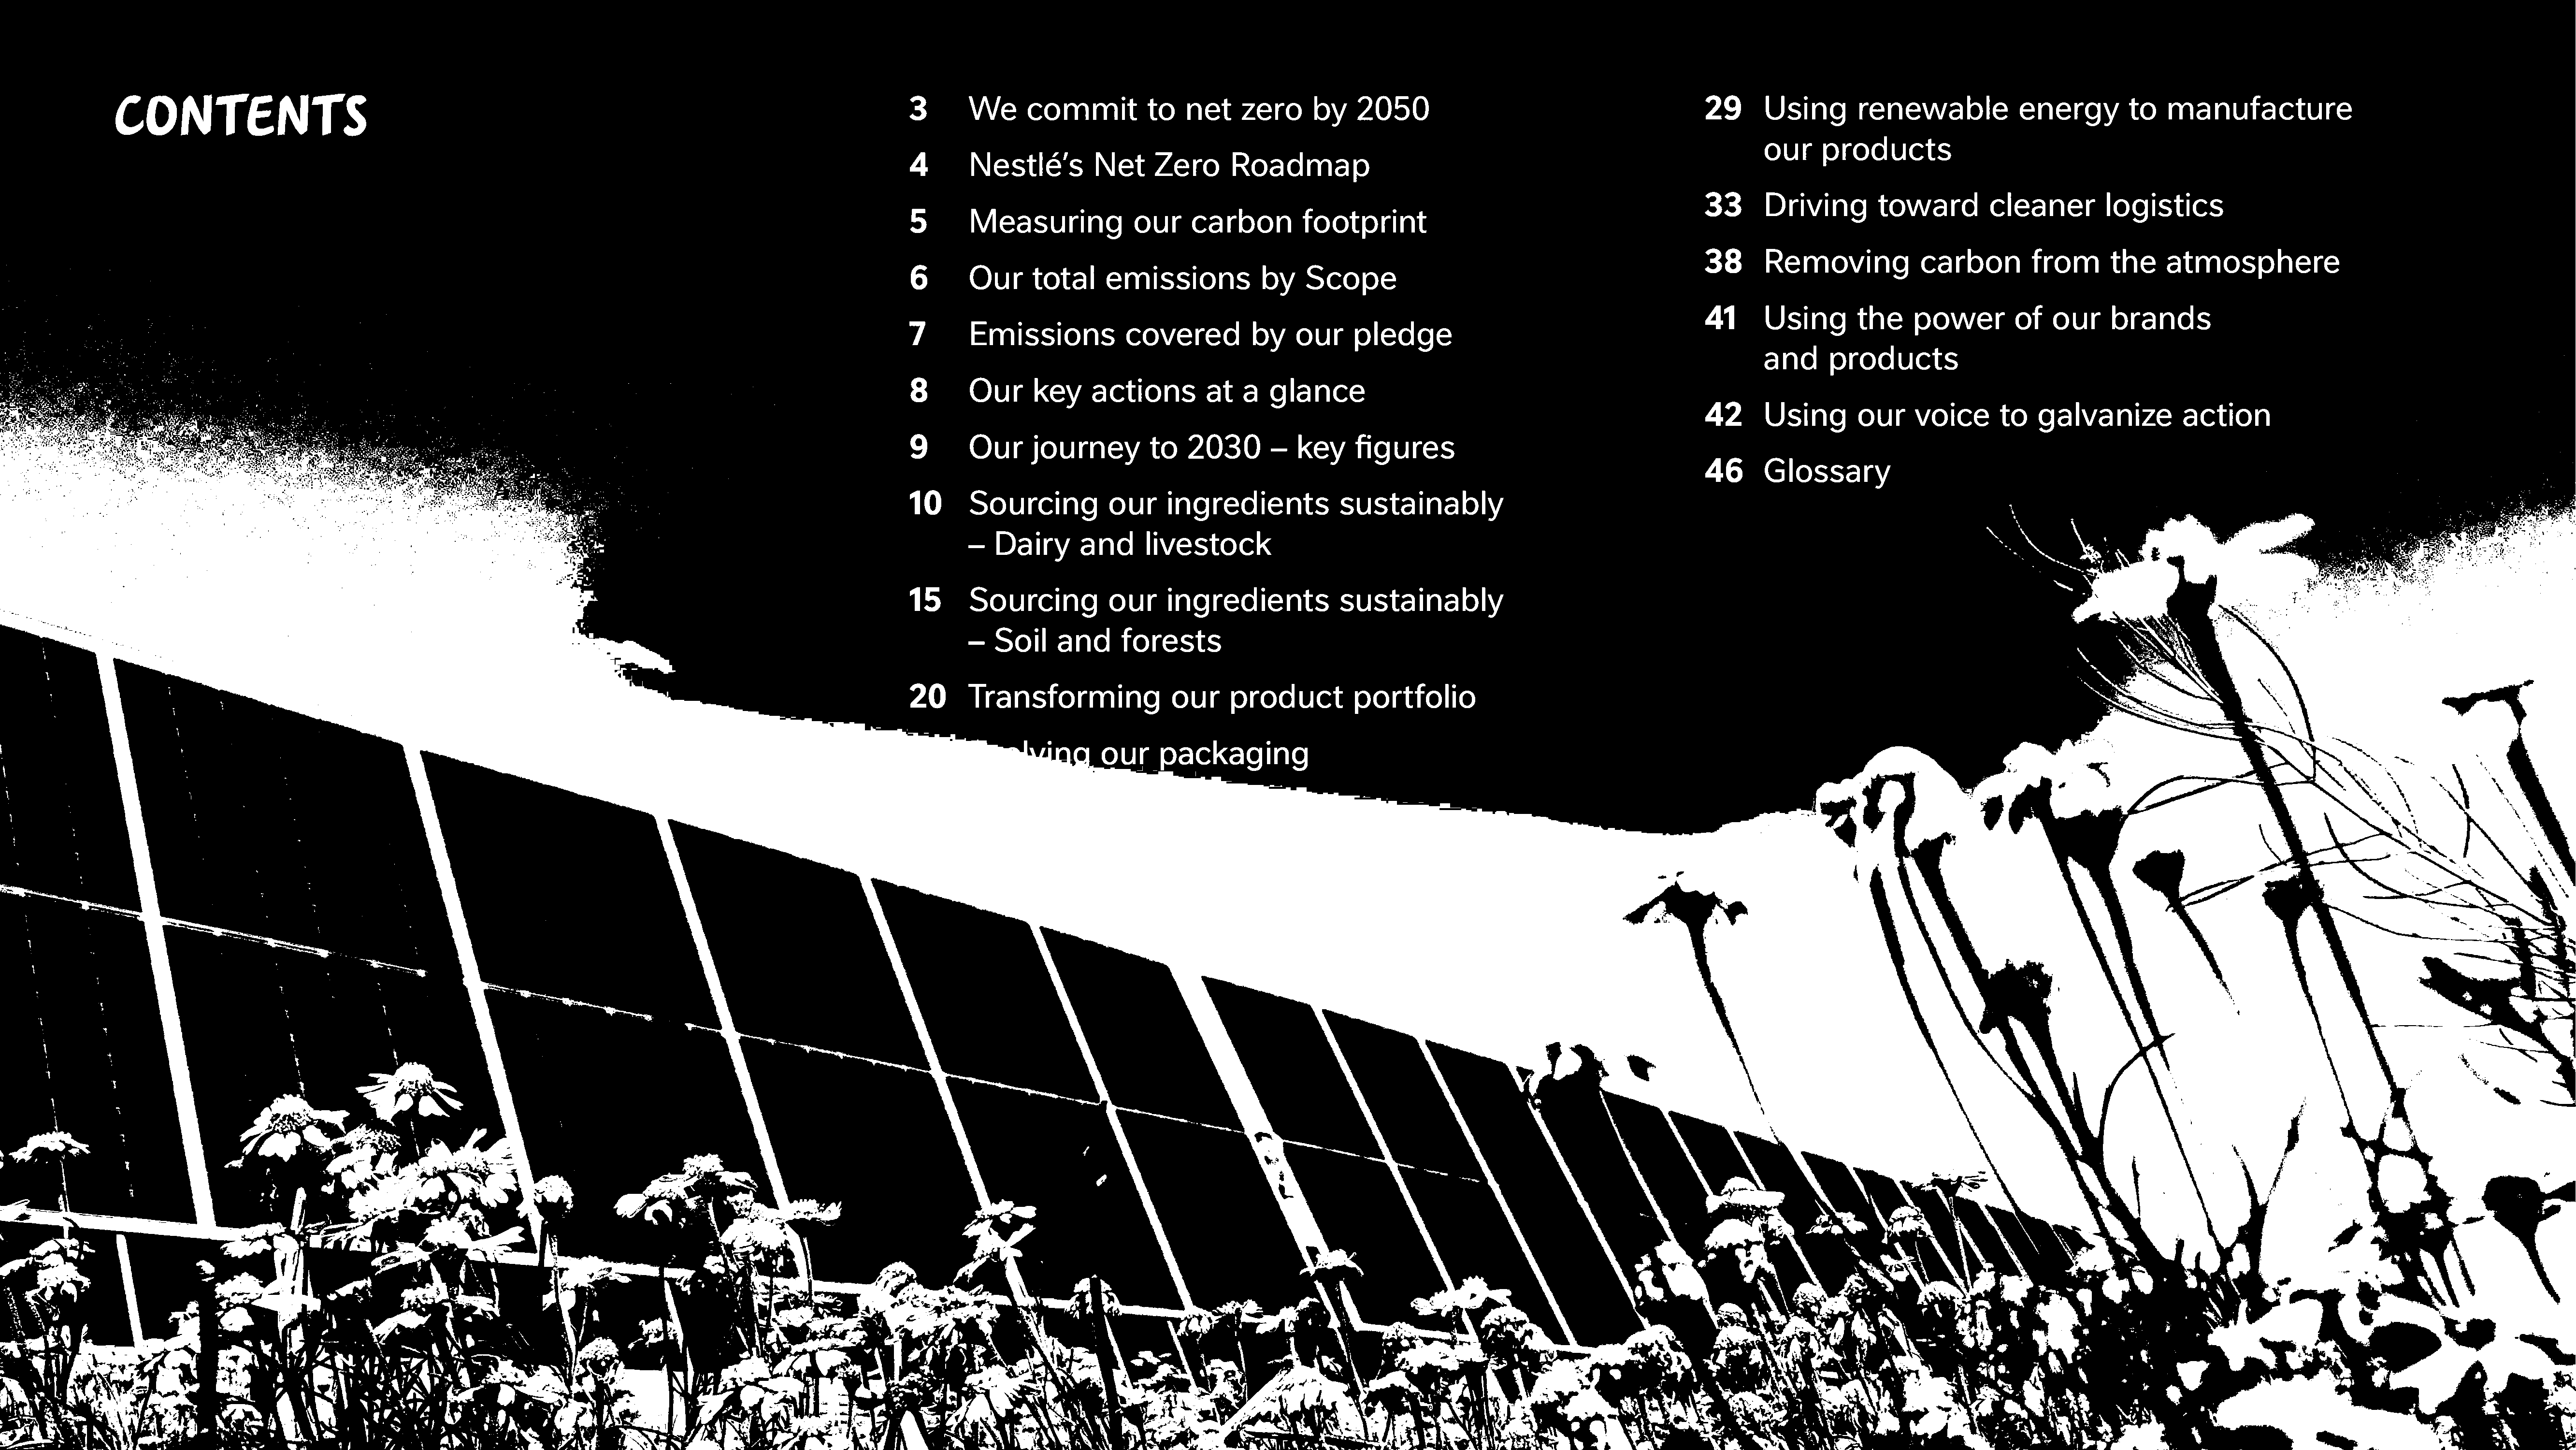 CONTENTS
3 We commit to net zero by 2050
4 Nestlé’s Net Zero Roadmap
5 Measuring our carbon footprint
6 Our total emissions by Scope
7 Emissions covered by our pledge
8 Our key actions at a glance
9 Our journey to 2030 – key figures
10 Sourcing our ingredients sustainably
– Dairy and livestock
15 Sourcing our ingredients sustainably
– Soil and forests
20 Transforming our product portfolio
our packaging
29 Using renewable energy to manufacture
our products
33 Driving toward cleaner logistics
38 Removing carbon from the atmosphere
41 Using the power of our brands
and products
42 Using our voice to galvanize action
46 Glossary